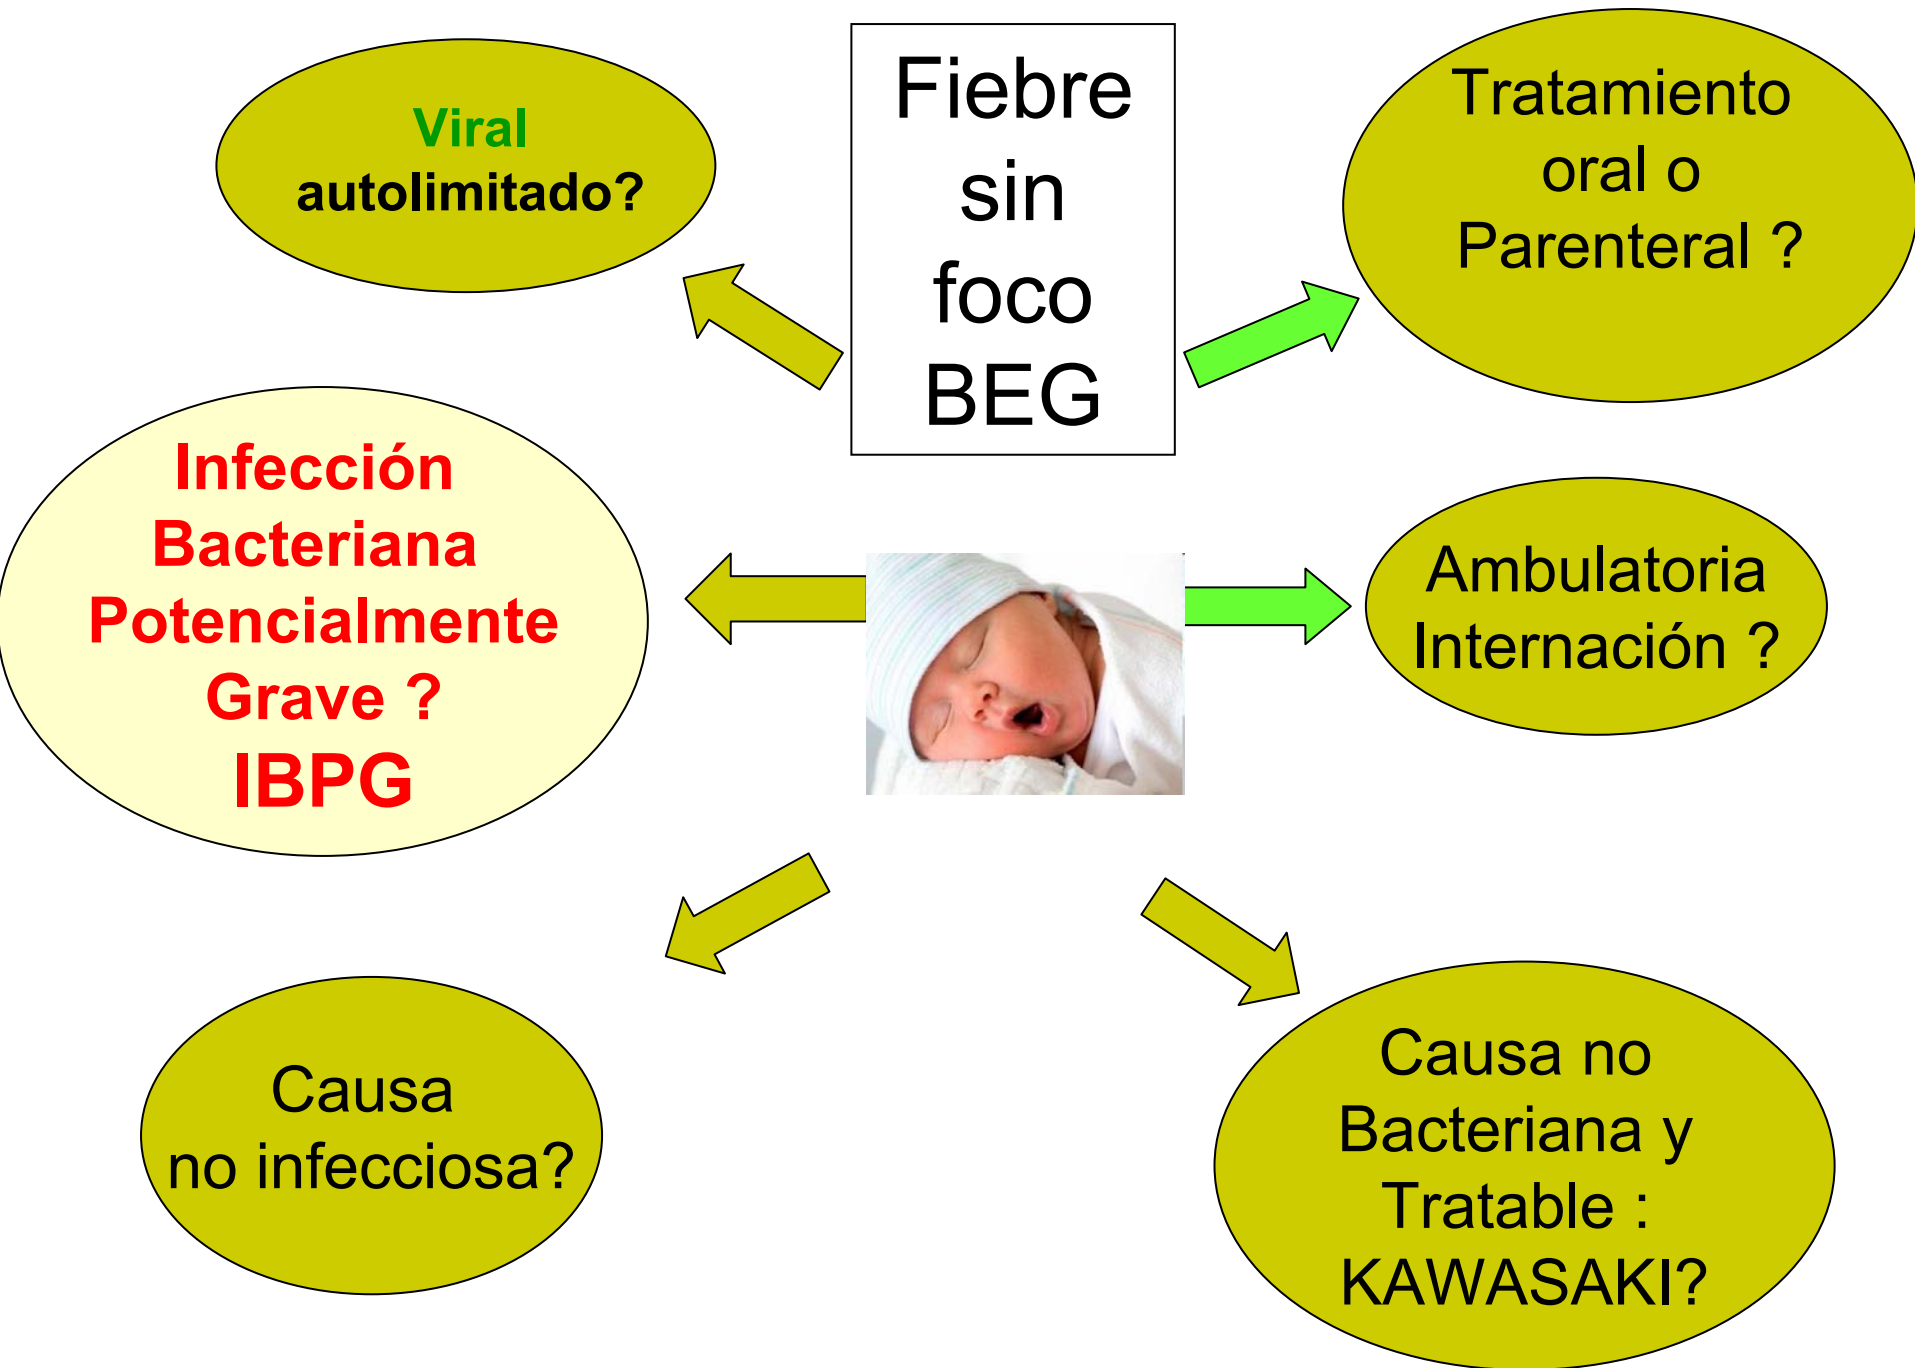 Fiebre
sin
foco
BEG
Viral
autolimitado?
Tratamiento
oral o
Parenteral ?
Infección
Bacteriana
Potencialmente
Grave ?
IBPG
Ambulatoria
Internación ?
Causa
no infecciosa?
Causa no
Bacteriana y
Tratable :
KAWASAKI?